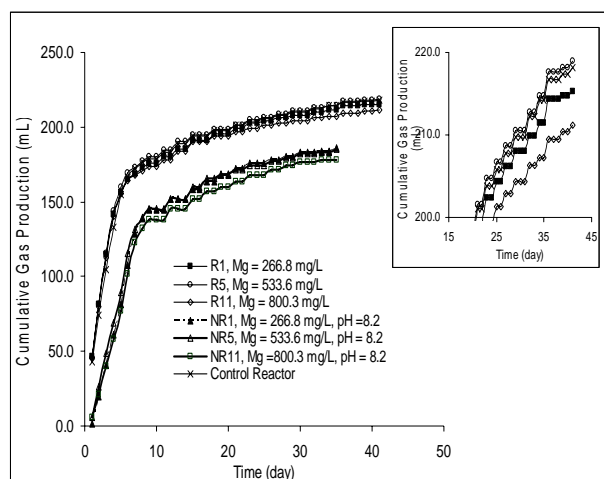 Cumulative Gas Production (mL)
250.0
200.0
150.0
100.0
50.0
0.0
0
10
20
30
40
50
Time (day)
R1, Mg = 266.8 mg/L
R5, Mg = 533.6 mg/L
R11, Mg = 800.3 mg/L
NR1, Mg = 266.8 mg/L, pH = 8.2
NR5, Mg = 533.6 mg/L, pH = 8.2
NR11, Mg =800.3 mg/L, pH = 8.2
Control Reactor
Cumulative Gas Production
(mL)
220.0
210.0
200.0
15
25
35
45
Time (day)